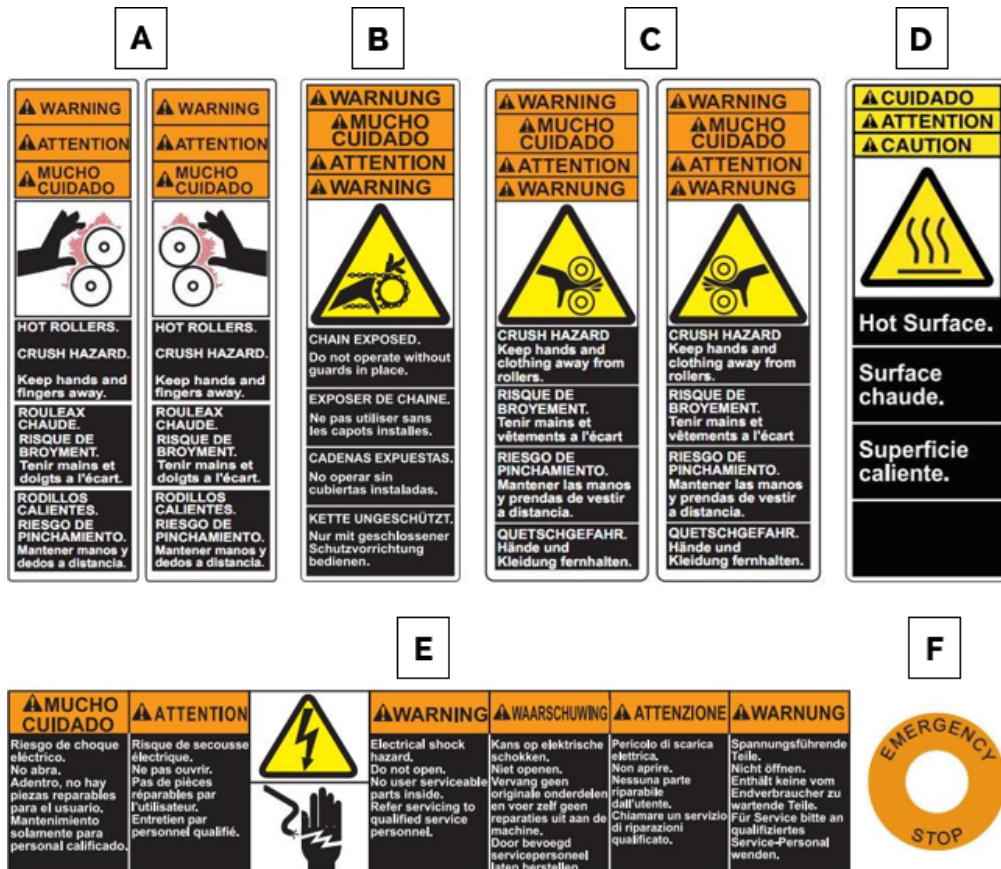 A
B
C
D
WARNING
ATTENTION
MUCHO
CUIDADO
HOT ROLLERS.
CRUSH HAZARD.
Keep hands and
fingers away.
ROULEAX
CHAUDE.
RISQUE DE
BROYMENT.
Tenir mains et
doigts a l'écart.
RODILLOS
CALIENTES.
RIESGO DE
PINCHAMIENTO.
Mantener manos y
dedos a distancia.
WARNING
ATTENTION
MUCHO
CUIDADO
HOT ROLLERS.
CRUSH HAZARD.
Keep hands and
fingers away.
ROULEAX
CHAUDE.
RISQUE DE
BROYMENT.
Tenir mains et
doigts a l'écart.
RODILLOS
CALIENTES.
RIESGO DE
PINCHAMIENTO.
Mantener manos y
dedos a distancia.
WARNUNG
MUCHO
CUIDADO
ATTENTION
WARNING
CHAIN EXPOSED.
Do not operate without
guards in place.
EXPOSER DE CHAINE.
Ne pas utiliser sans
les capots installes.
CADENAS EXPUESTAS.
No operar sin
cubiertas instaladas.
KETTE UNGESCHÜTZT.
Nur mit geschlossener
Schutzvorrichtung
bedienen.
WARNING
MUCHO
CUIDADO
ATTENTION
WARNUNG
CRUSH HAZARD
Keep hands and
clothing away from
rollers.
RISQUE DE
BROYEMENT.
Tenir mains et
vêtements a l'écart
RIESGO DE
PINCHAMIENTO.
Mantener las manos
y prendas de vestir
a distancia.
QUETSCHGEFAHR.
Hände und
Kleidung fernhalten.
WARNING
MUCHO
CUIDADO
ATTENTION
WARNUNG
CRUSH HAZARD
Keep hands and
clothing away from
rollers.
RISQUE DE
BROYEMENT.
Tenir mains et
vêtements a l'écart
RIESGO DE
PINCHAMIENTO.
Mantener las manos
y prendas de vestir
a distancia.
QUETSCHGEFAHR.
Hände und
Kleidung fernhalten.
CUIDADO
ATTENTION
CAUTION
Hot Surface.
Surface
chaude.
Superficie
caliente.
E
F
MUCHO
CUIDADO
Riesgo de choque
eléctrico.
No abra.
Adentro, no hay
piezas reparables
para el usuario.
Mantenimiento
solamente para
personal calificado.
ATTENTION
Risque de secousse
électrique.
Ne pas ouvrir.
Pas de pièces
réparables par
l'utilisateur.
Entretien par
personnel qualifié.
WARNING
Electrical shock
hazard.
Do not open.
No user serviceable
parts inside.
Refer servicing to
qualified service
personnel.
WAARSCHUWING
Kans op elektrische
schokken.
Niet openen.
Vervang geen
originale onderdelen
en voer zelf geen
reparaties uit aan de
machine.
Door bevoegd
servicepersoneel
laten herstellen
ATTENZIONE
Pericolo di scarica
elettrica.
Non aprire.
Nessuna parte
riparabile
dall'utente.
Chiamare un servizio
di riparazioni
qualificato.
WARNUNG
Spannungsführende
Teile.
Nicht öffnen.
Enthält keine vom
Endverbraucher zu
wartende Teile.
Für Service bitte an
qualifiziertes
Service-Personal
wenden.
EMERGENCY
STOP